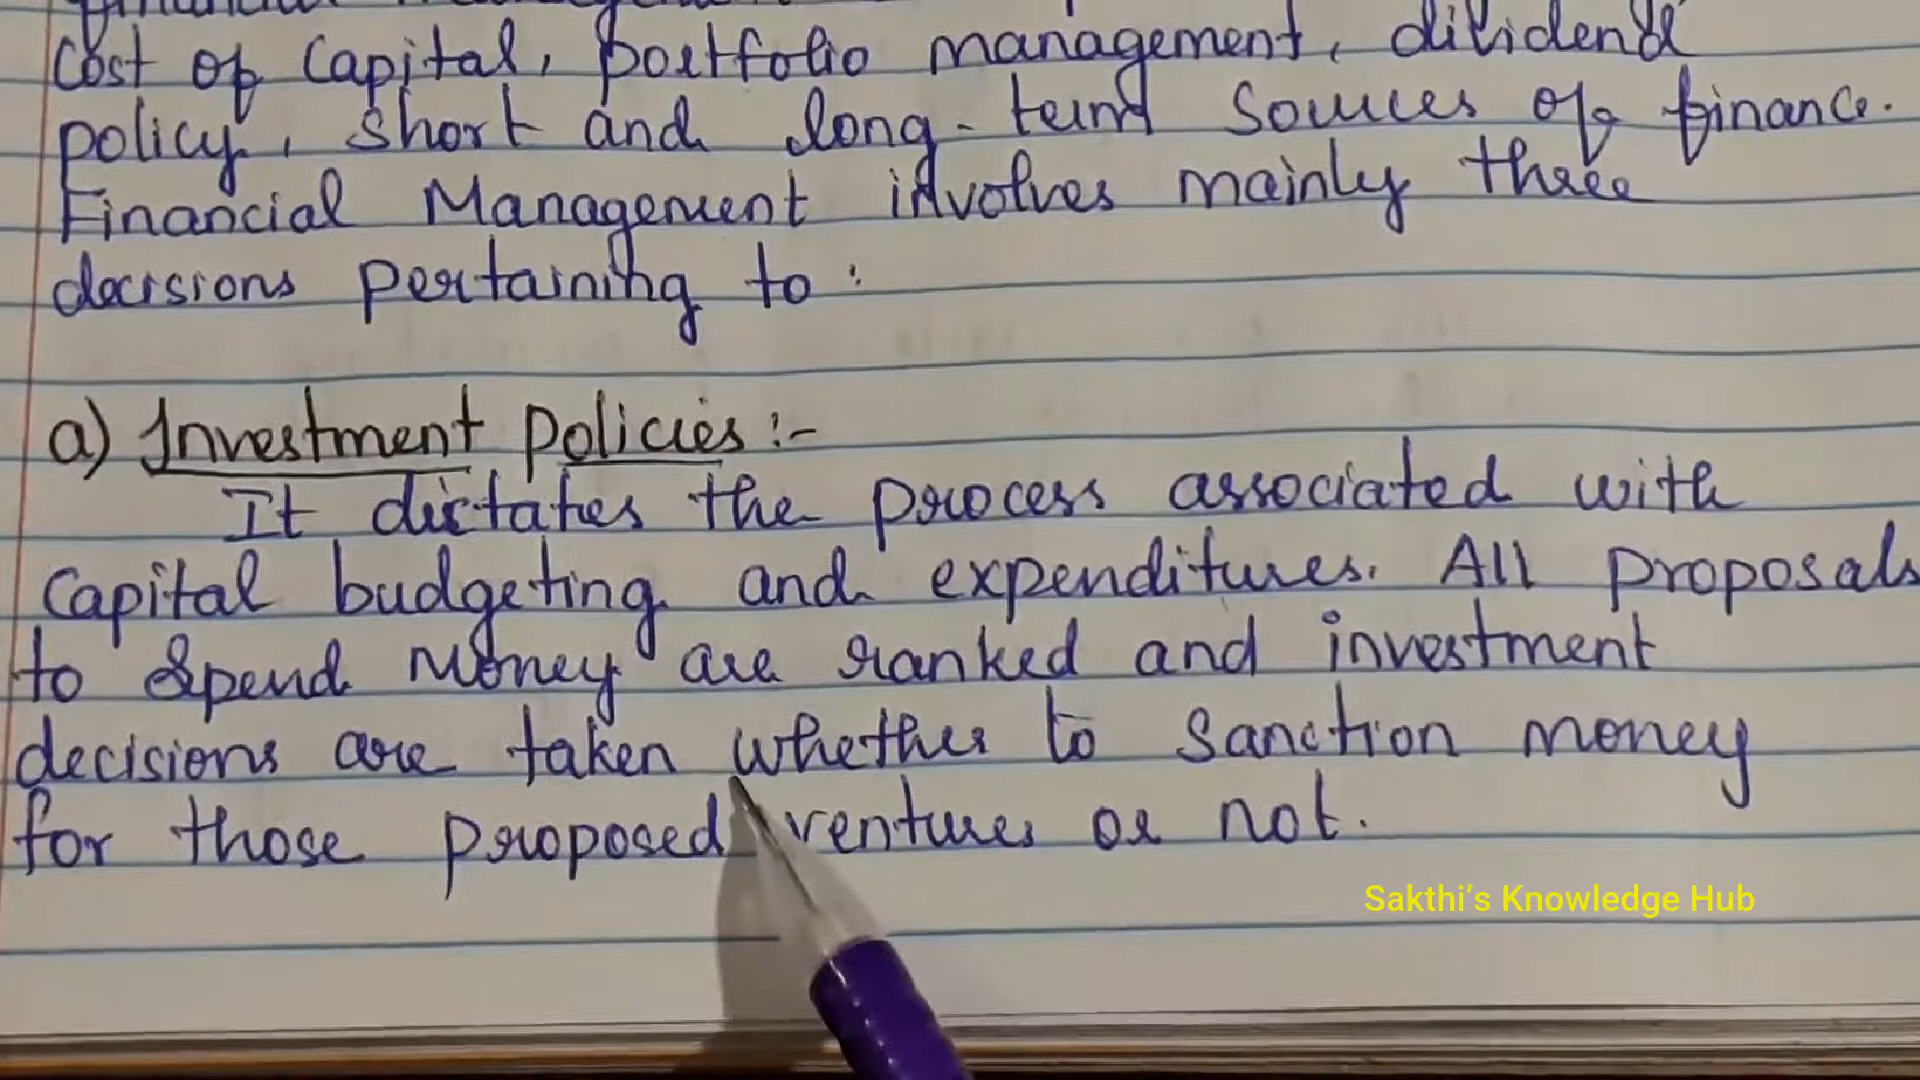 Financial Management
Cost of Capital, portfolio management, dividend
policy, short and long-term sources of finance.
Financial Management involves mainly three
decisions pertaining to:
a) Investment policies :-
It dictates the process associated with
Capital budgeting and expenditures. All proposals
to spend money are ranked and investment
decisions are taken whether to sanction money
for those proposed ventures or not.
Sakthi's Knowledge Hub